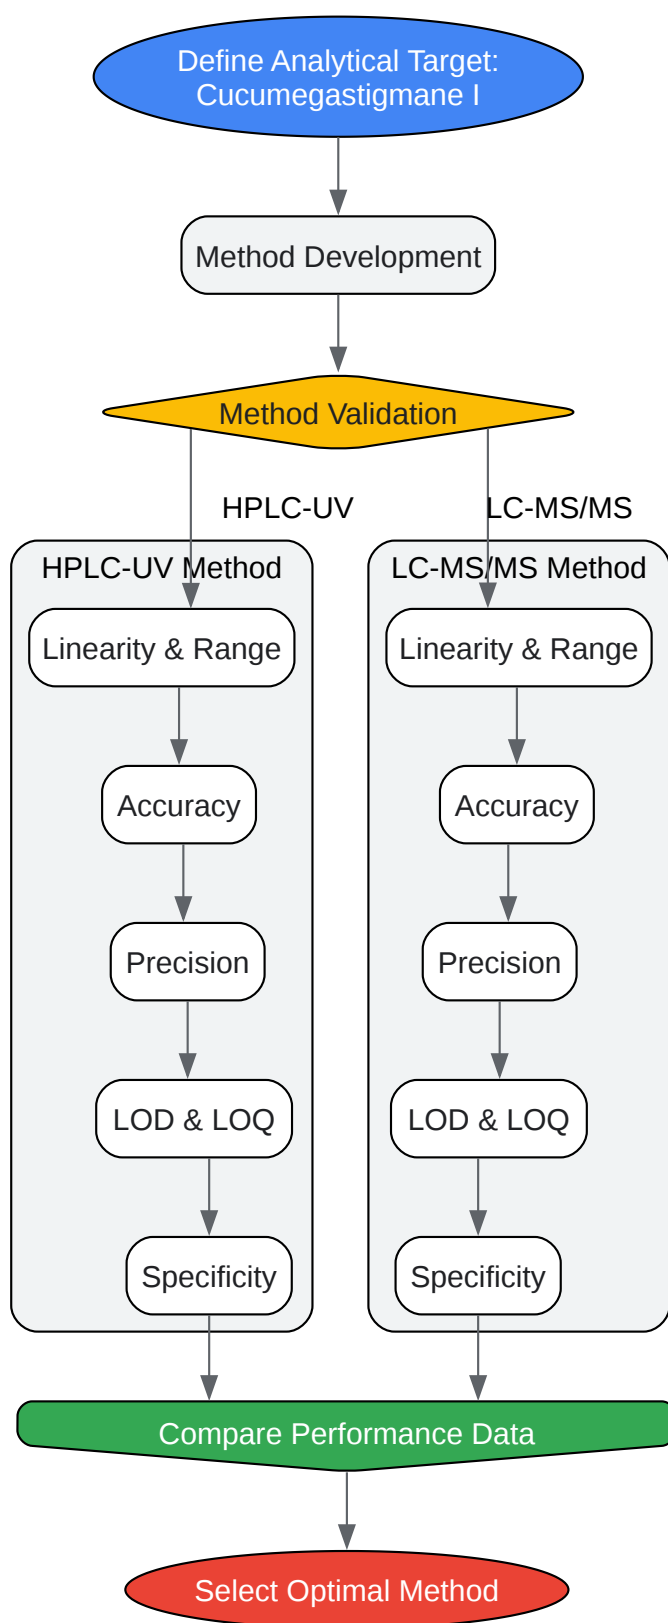 Define Analytical Target:
Cucumegastigmane I
Method Development
Method Validation
HPLC-UV
LC-MS/MS
HPLC-UV Method
Linearity & Range
Accuracy
Precision
LOD & LOQ
Specificity
LC-MS/MS Method
Linearity & Range
Accuracy
Precision
LOD & LOQ
Specificity
Compare Performance Data
Select Optimal Method